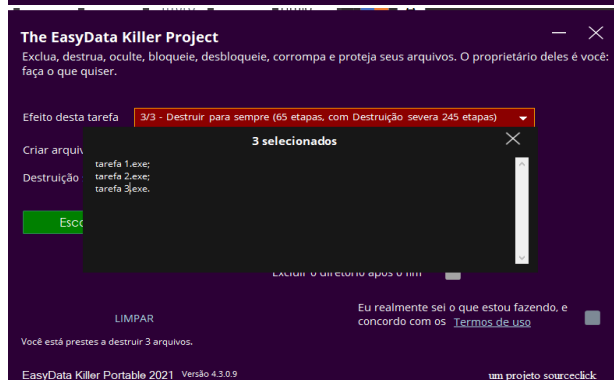 The EasyData Killer Project
Exclua, destrua, oculte, bloqueie, desbloqueie, corrompa e proteja seus arquivos. O proprietário deles é você:
faça o que quiser.
Efeito desta tarefa
3/3 - Destruir para sempre (65 etapas, com Destruição severa 245 etapas)
3 selecionados
Criar arquiv
tarefa 1.exe;
tarefa 2.exe;
Destruição
tarefa 3.exe.
Esco
Excluir o diretório após o fim
Eu realmente sei o que estou fazendo, e
concordo com os Termos de uso
LIMPAR
Você está prestes a destruir 3 arquivos.
EasyData Killer Portable 2021 Versão 4.3.0.9
um projeto sourceclick